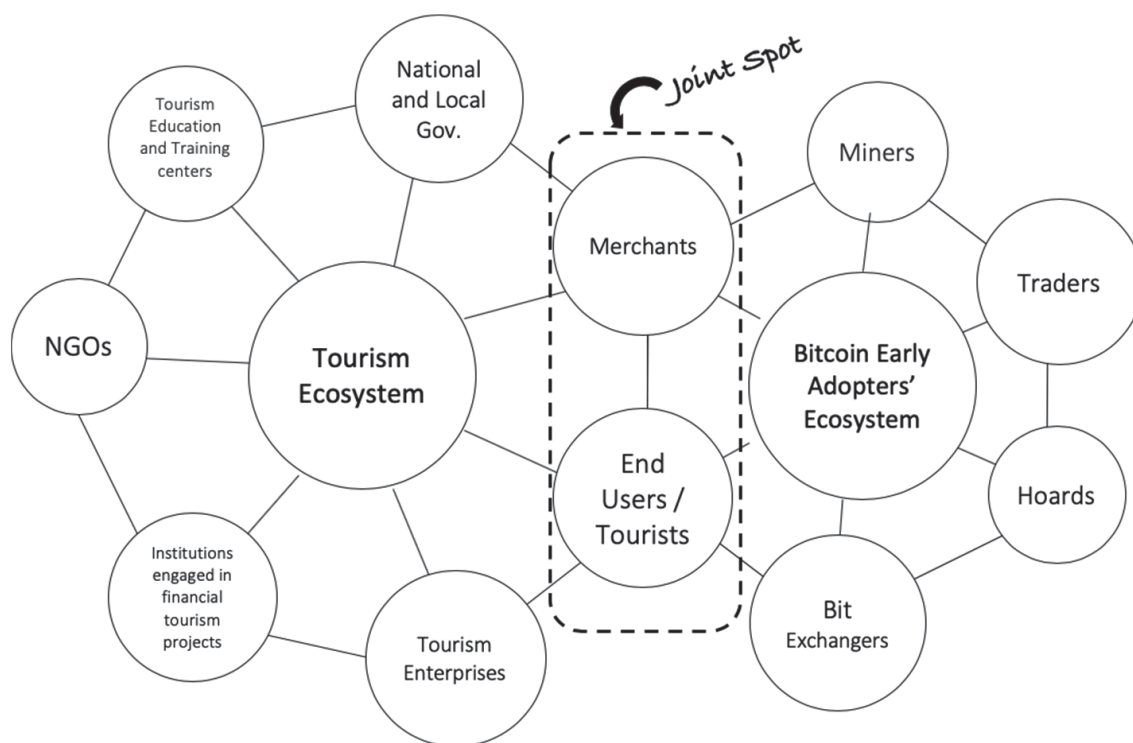 Joint Spot
National
and Local
Gov.
Tourism
Education
and Training
centers
Miners
Merchants
Traders
NGOs
Tourism
Ecosystem
Bitcoin Early
Adopters’
Ecosystem
End
Users /
Tourists
Hoards
Institutions
engaged in
financial
tourism
projects
Bit
Exchangers
Tourism
Enterprises